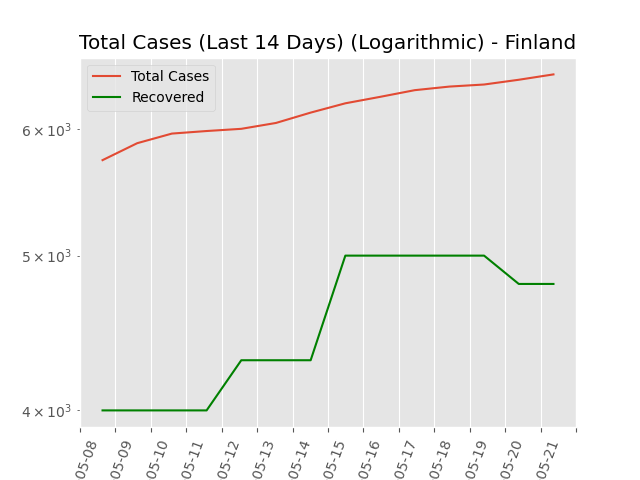 Total Cases (Last 14 Days) (Logarithmic) - Finland
Total Cases
Recovered
6 × 10³
5 × 10³
4 × 10³
05-08
05-09
05-10
05-11
05-12
05-13
05-14
05-15
05-16
05-17
05-18
05-19
05-20
05-21